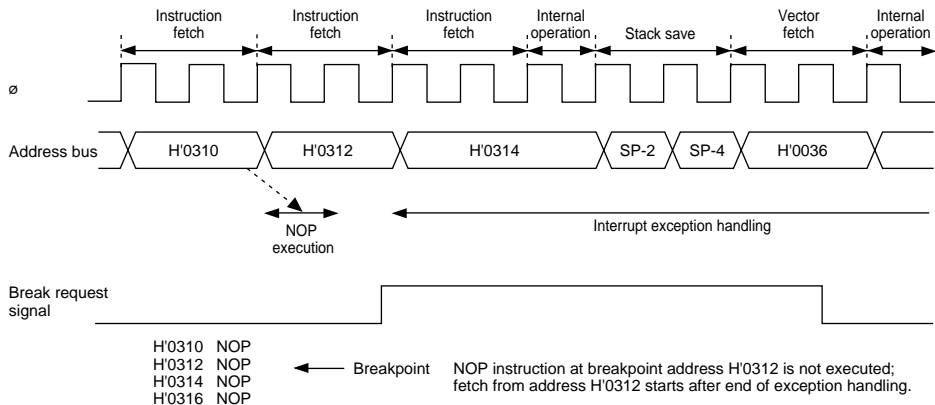 Instruction fetch
Instruction fetch
Instruction fetch
Internal operation
Stack save
Vector fetch
Internal operation
ø
Address bus
H'0310
H'0312
H'0314
SP-2
SP-4
H'0036
NOP execution
Interrupt exception handling
Break request signal
H'0310 NOP
H'0312 NOP
H'0314 NOP
H'0316 NOP
Breakpoint
NOP instruction at breakpoint address H'0312 is not executed;
fetch from address H'0312 starts after end of exception handling.